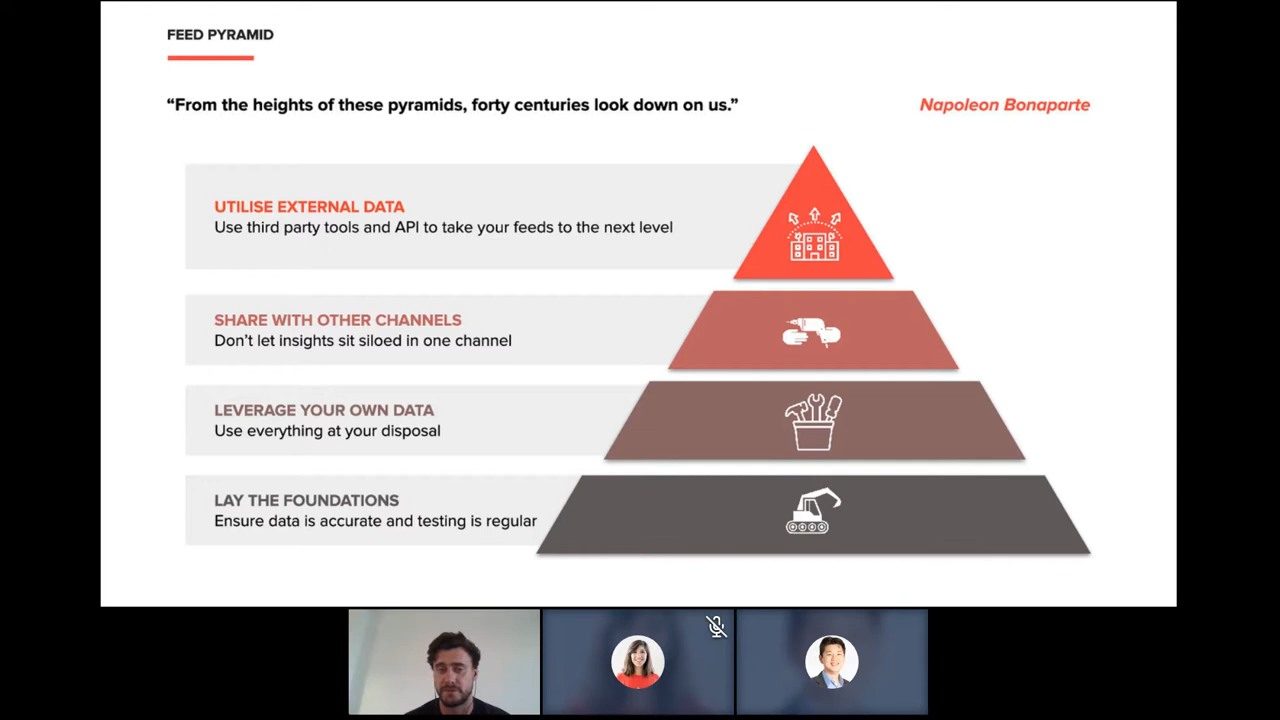 FEED PYRAMID
“From the heights of these pyramids, forty centuries look down on us.”
Napoleon Bonaparte
UTILISE EXTERNAL DATA
Use third party tools and API to take your feeds to the next level
SHARE WITH OTHER CHANNELS
Don’t let insights sit siloed in one channel
LEVERAGE YOUR OWN DATA
Use everything at your disposal
LAY THE FOUNDATIONS
Ensure data is accurate and testing is regular